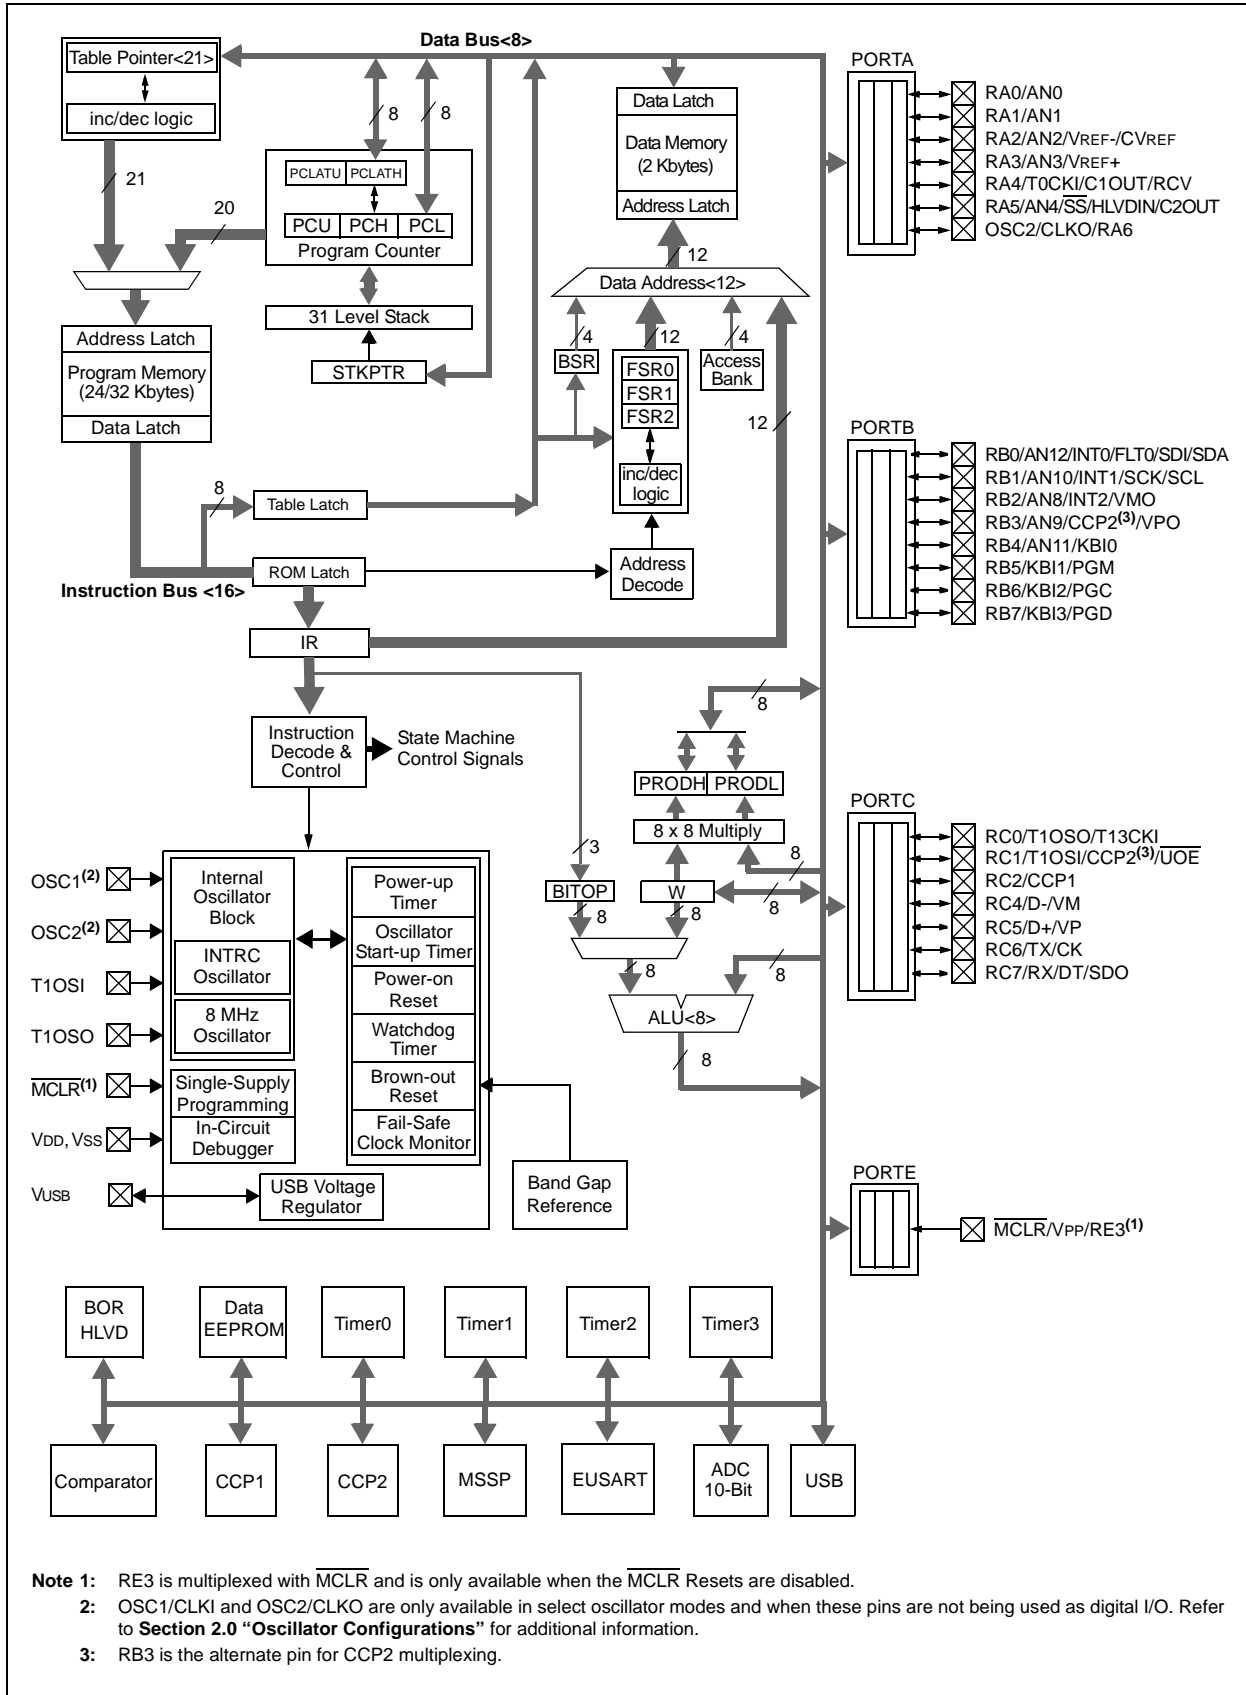 Data Bus<8>
Table Pointer<21>
inc/dec logic
21
20
8
8
PCLATU
PCLATH
PCU
PCH
PCL
Program Counter
31 Level Stack
STKPTR
Address Latch
Program Memory
(24/32 Kbytes)
Data Latch
8
Table Latch
ROM Latch
Instruction Bus <16>
IR
Data Latch
Data Memory
(2 Kbytes)
Address Latch
12
Data Address<12>
4
12
4
BSR
FSR0
FSR1
FSR2
inc/dec
logic
Access
Bank
12
Address
Decode
Instruction
Decode &
Control
State Machine
Control Signals
8
PRODH
PRODL
8 x 8 Multiply
3
8
BITOP
W
8
8
8
8
8
ALU<8>
8
OSC1(2)
OSC2(2)
T1OSI
T1OSO
MCLR(1)
VDD, VSS
VUSB
Internal
Oscillator
Block
INTRC
Oscillator
8 MHz
Oscillator
Single-Supply
Programming
In-Circuit
Debugger
Power-up
Timer
Oscillator
Start-up Timer
Power-on
Reset
Watchdog
Timer
Brown-out
Reset
Fail-Safe
Clock Monitor
USB Voltage
Regulator
Band Gap
Reference
PORTA
RA0/AN0
RA1/AN1
RA2/AN2/VREF-/CVREF
RA3/AN3/VREF+
RA4/T0CKI/C1OUT/RCV
RA5/AN4/SS/HLVDIN/C2OUT
OSC2/CLKO/RA6
PORTB
RB0/AN12/INT0/FLT0/SDI/SDA
RB1/AN10/INT1/SCK/SCL
RB2/AN8/INT2/VMO
RB3/AN9/CCP2(3)/VPO
RB4/AN11/KBI0
RB5/KBI1/PGM
RB6/KBI2/PGC
RB7/KBI3/PGD
PORTC
RC0/T1OSO/T13CKI
RC1/T1OSI/CCP2(3)/UOE
RC2/CCP1
RC4/D-/VM
RC5/D+/VP
RC6/TX/CK
RC7/RX/DT/SDO
PORTE
MCLR/VPP/RE3(1)
BOR
HLVD
Data
EEPROM
Timer0
Timer1
Timer2
Timer3
Comparator
CCP1
CCP2
MSSP
EUSART
ADC
10-Bit
USB
Note 1: RE3 is multiplexed with MCLR and is only available when the MCLR Resets are disabled.
2: OSC1/CLKI and OSC2/CLKO are only available in select oscillator modes and when these pins are not being used as digital I/O. Refer
to Section 2.0 “Oscillator Configurations” for additional information.
3: RB3 is the alternate pin for CCP2 multiplexing.